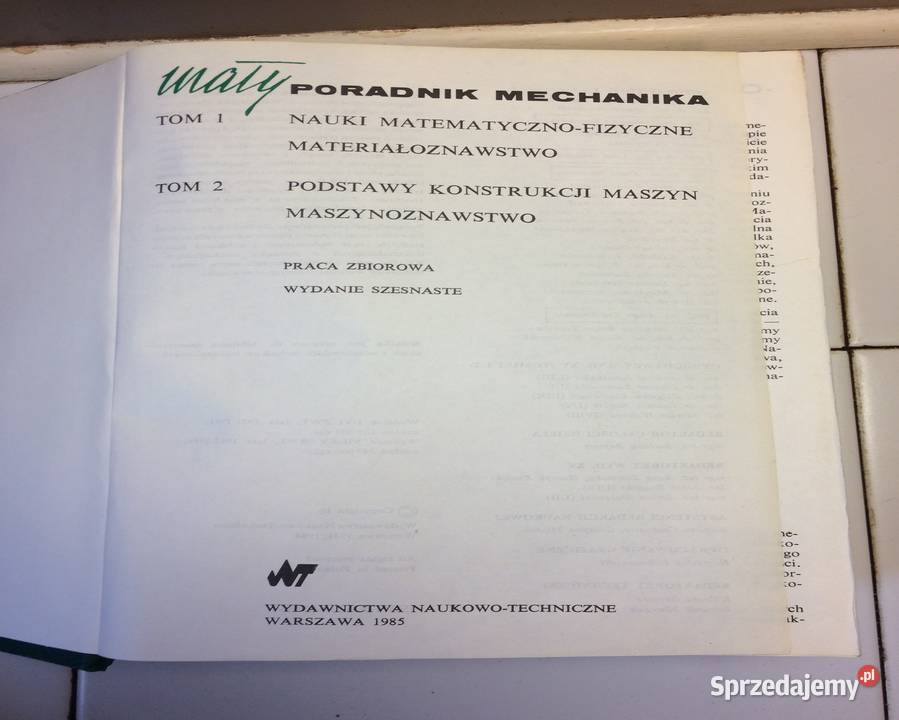 mały PORADNIK MECHANIKA
TOM 1 NAUKI MATEMATYCZNO-FIZYCZNE
MATERIAŁOZNAWSTWO
TOM 2 PODSTAWY KONSTRUKCJI MASZYN
MASZYNOZNAWSTWO
PRACA ZBIOROWA
WYDANIE SZESNASTE
WNT
WYDAWNICTWA NAUKOWO-TECHNICZNE
WARSZAWA 1985
Sprzedajemy.pl